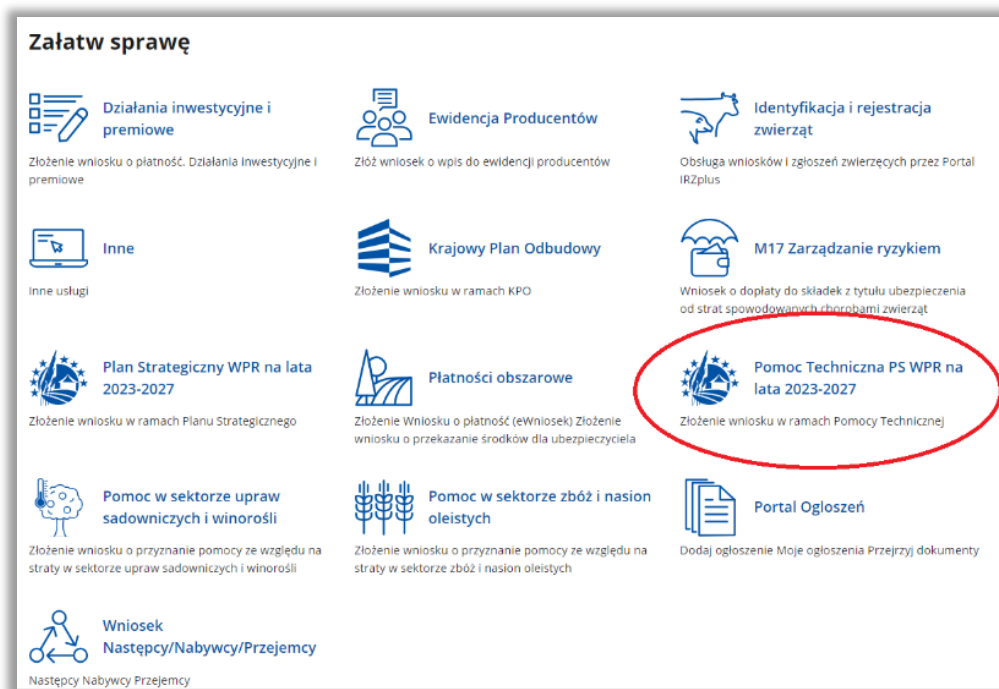 Załatw sprawę
Działania inwestycyjne i
premiowe
Złożenie wniosku o płatność. Działania inwestycyjne i
premiowe
Ewidencja Producentów
Złóż wniosek o wpis do ewidencji producentów
Identyfikacja i rejestracja
zwierząt
Obsługa wniosków i zgłoszeń zwierzęcych przez Portal
IRZplus
Inne
Inne usługi
Krajowy Plan Odbudowy
Złożenie wniosku w ramach KPO
M17 Zarządzanie ryzykiem
Wniosek o dopłaty do składek z tytułu ubezpieczenia
od strat spowodowanych chorobami zwierząt
Plan Strategiczny WPR na lata
2023-2027
Złożenie wniosku w ramach Planu Strategicznego
Płatności obszarowe
Złożenie Wniosku o płatność (eWniosek) Złożenie
wniosku o przekazanie środków dla ubezpieczyciela
Pomoc Techniczna PS WPR na
lata 2023-2027
Złożenie wniosku w ramach Pomocy Technicznej
Pomoc w sektorze upraw
sadowniczych i winorośli
Złożenie wniosku o przyznanie pomocy ze względu na
straty w sektorze upraw sadowniczych i winorośli
Pomoc w sektorze zbóż i nasion
oleistych
Złożenie wniosku o przyznanie pomocy ze względu na
straty w sektorze zbóż i nasion oleistych
Portal Ogloszeń
Dodaj ogłoszenie Moje ogłoszenia Przejrzyj dokumenty
Wniosek
Następcy/Nabywcy/Przejemcy
Następcy Nabywcy Przejemcy